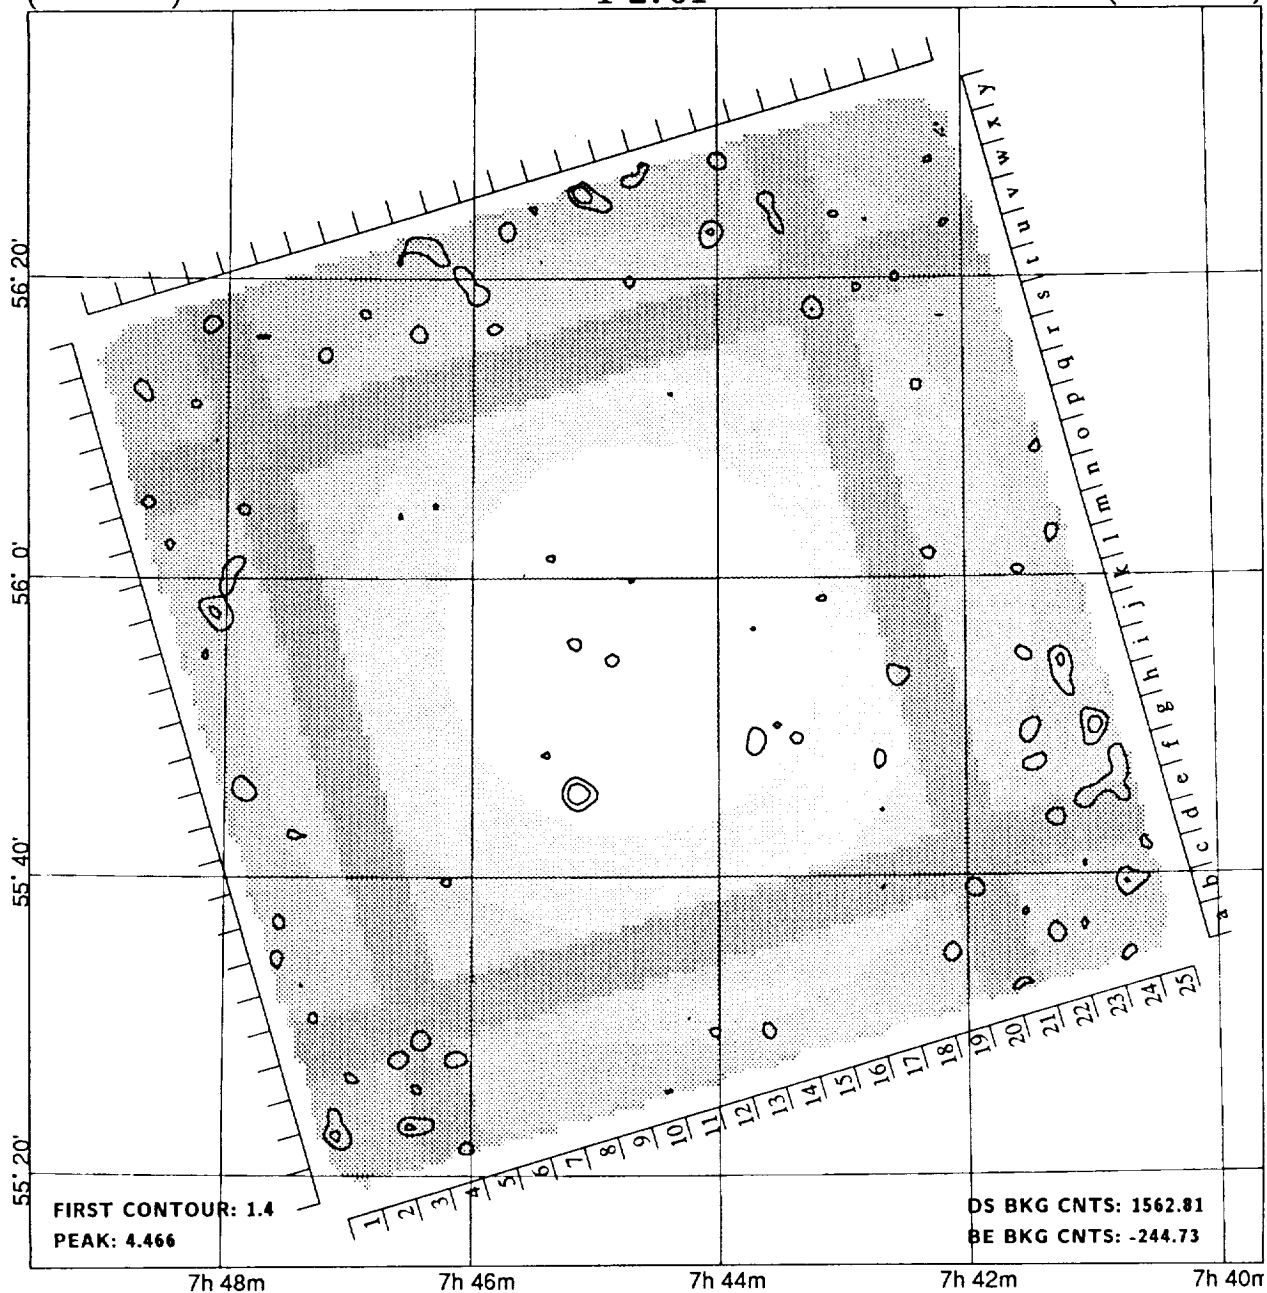 y
x
w
v
u
t
s
r
q
p
o
n
m
l
k
j
i
h
g
f
e
d
c
b
a
56° 20'
56° 0'
55° 40'
55° 20'
1 2 3 4 5 6 7 8 9 10 11 12 13 14 15 16 17 18 19 20 21 22 23 24 25
FIRST CONTOUR: 1.4
PEAK: 4.466
DS BKG CNTS: 1562.81
BE BKG CNTS: -244.73
7h 48m 7h 46m 7h 44m 7h 42m 7h 40m